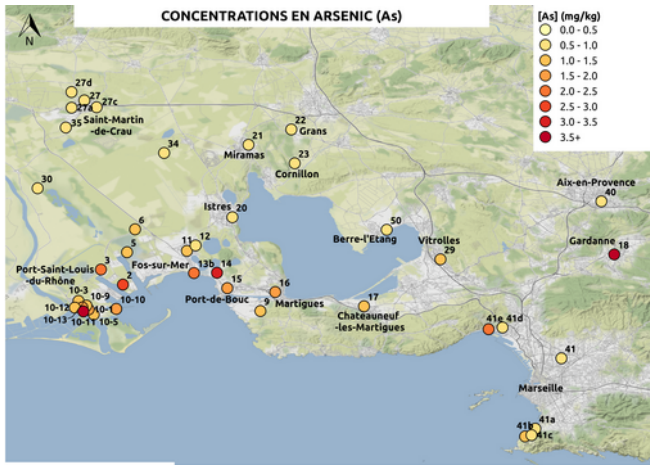 CONCENTRATIONS EN ARSENIC (As)
[As] (mg/kg)
0.0 - 0.5
0.5 - 1.0
1.0 - 1.5
1.5 - 2.0
2.0 - 2.5
2.5 - 3.0
3.0 - 3.5
3.5+
N
27d
27
27c
27a
Saint-Martin
-de-Crau
35
34
21
Miramas
22
Grans
23
Cornillon
30
Aix-en-Provence
40
Istres
20
6
5
11
12
50
Berre-l'Etang
Vitrolles
29
Gardanne
18
3
Fos-sur-Mer
Port-Saint-Louis
-du-Rhône
2
13b
14
15
Port-de-Bouc
16
Martigues
9
17
Chateauneuf
-les-Martigues
10-3
10-9
10-10
10-12
10-1
10-13
10-11
10-5
41e
41d
41
Marseille
41a
41b
41c